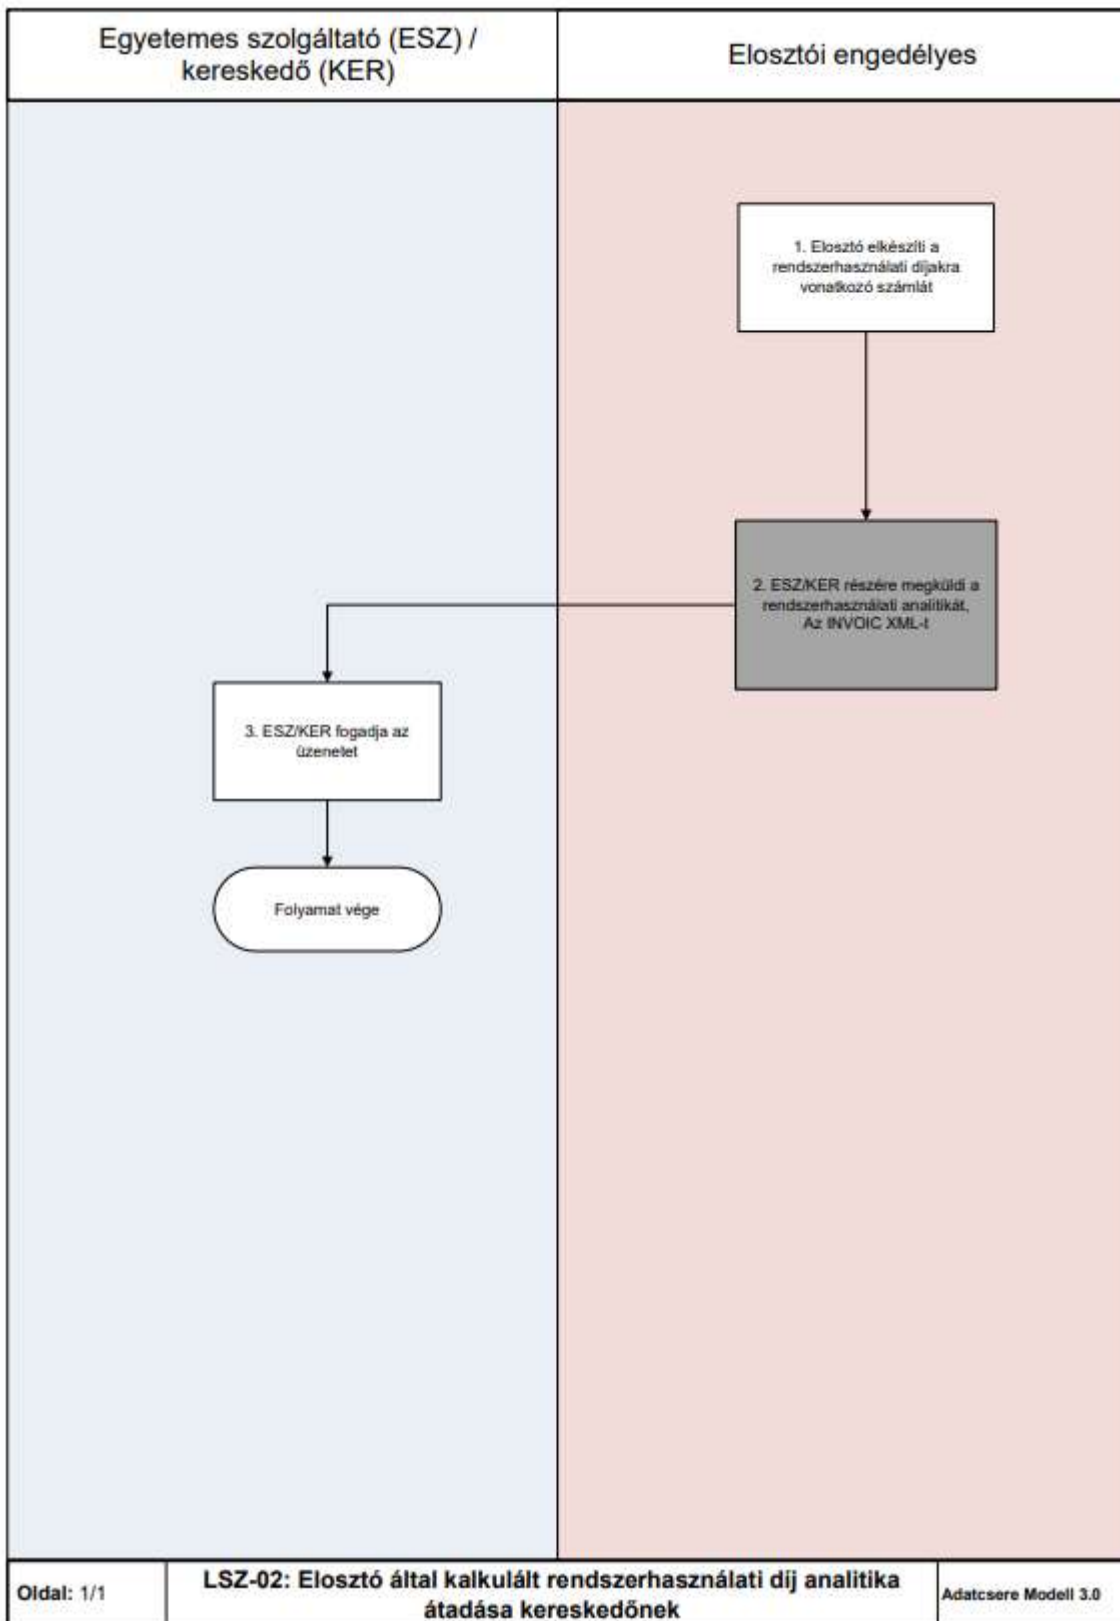 Egyetemes szolgáltató (ESZ) /
kereskedő (KER)
Elosztói engedélyes
1. Elosztó elkészíti a
rendszerhasználati díjakra
vonatkozó számlát
2. ESZ/KER részére megküldi a
rendszerhasználati analitikát,
Az INVOIC XML-t
3. ESZ/KER fogadja az
üzenetet
Folyamat vége
Oldal: 1/1
LSZ-02: Elosztó által kalkulált rendszerhasználati díj analitika
átadása kereskedőnek
Adatcsere Modell 3.0